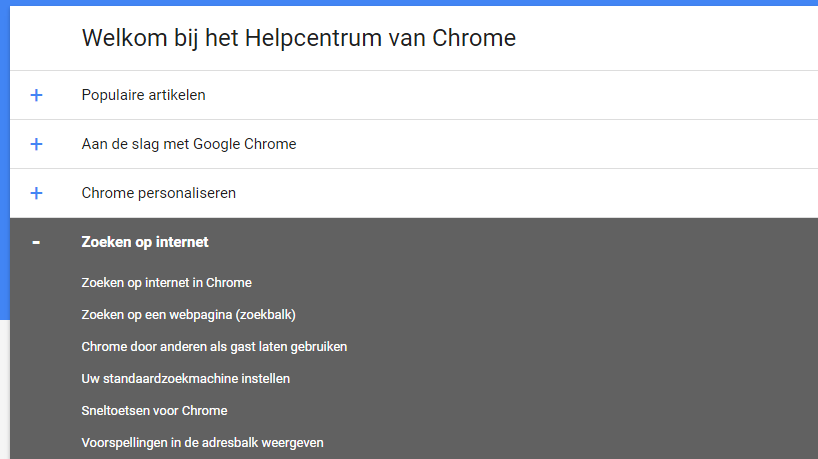 Welkom bij het Helpcentrum van Chrome
+ Populaire artikelen
+ Aan de slag met Google Chrome
+ Chrome personaliseren
- Zoeken op internet
Zoeken op internet in Chrome
Zoeken op een webpagina (zoekbalk)
Chrome door anderen als gast laten gebruiken
Uw standaardzoekmachine instellen
Sneltoetsen voor Chrome
Voorspellingen in de adresbalk weergeven